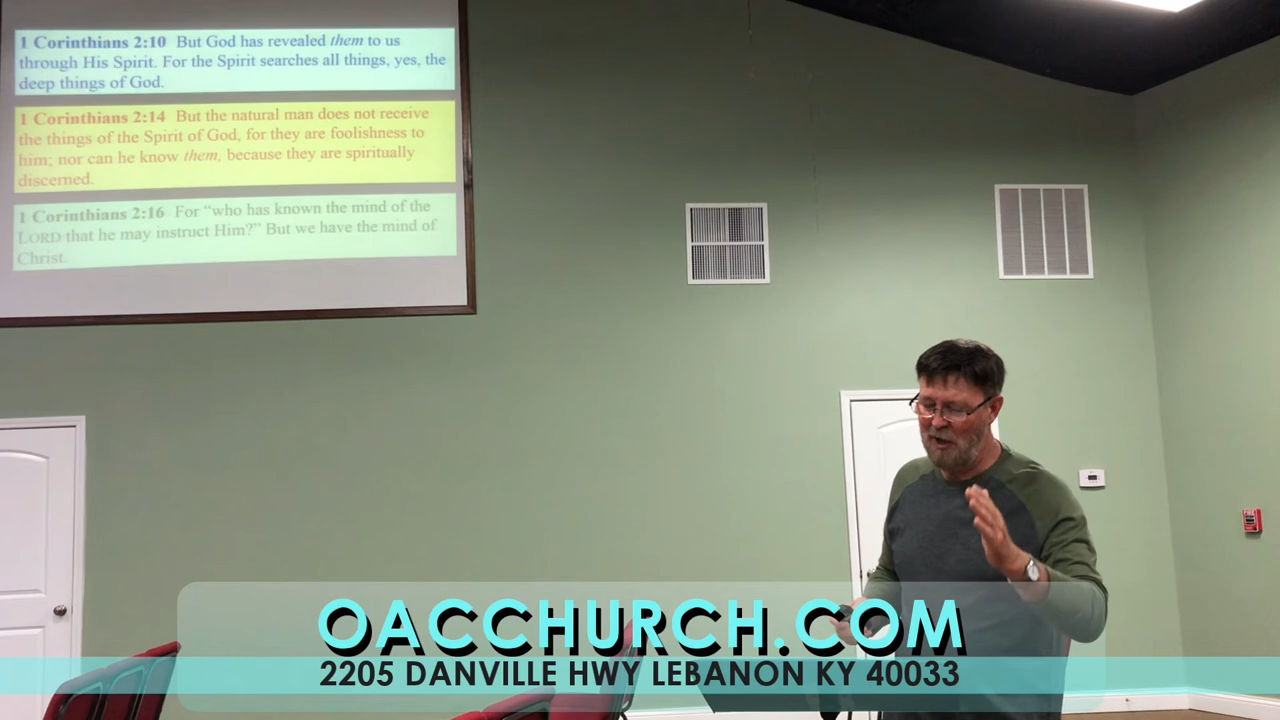 1 Corinthians 2:10 But God has revealed them to us
through His Spirit. For the Spirit searches all things, yes, the
deep things of God.
1 Corinthians 2:14 But the natural man does not receive
the things of the Spirit of God, for they are foolishness to
him; nor can he know them, because they are spiritually
discerned.
1 Corinthians 2:16 For “who has known the mind of the
LORD that he may instruct Him?” But we have the mind of
Christ.
OACCHURCH.COM
2205 DANVILLE HWY LEBANON KY 40033